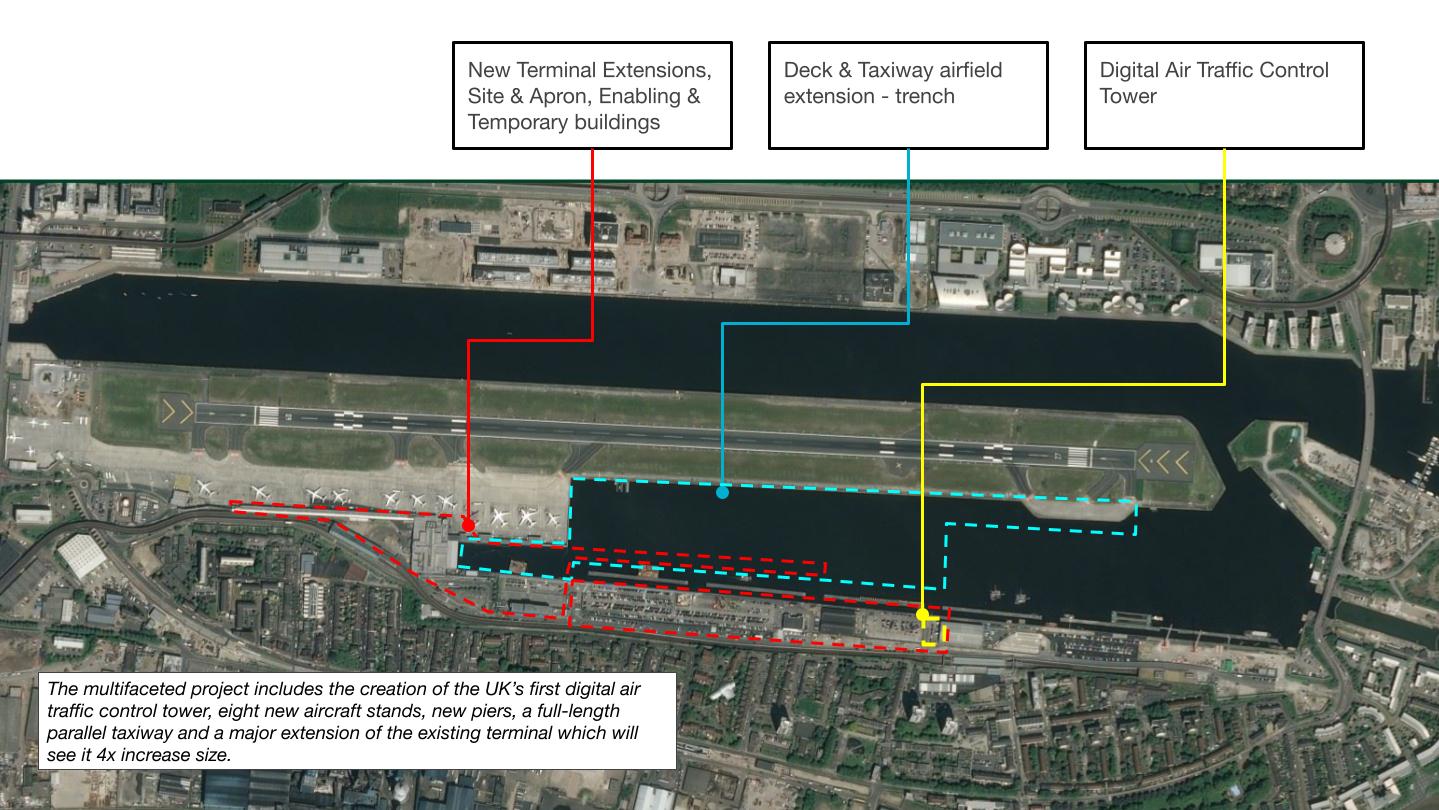 New Terminal Extensions,
Site & Apron, Enabling &
Temporary buildings
Deck & Taxiway airfield
extension - trench
Digital Air Traffic Control
Tower
The multifaceted project includes the creation of the UK's first digital air
traffic control tower, eight new aircraft stands, new piers, a full-length
parallel taxiway and a major extension of the existing terminal which will
see it 4x increase size.